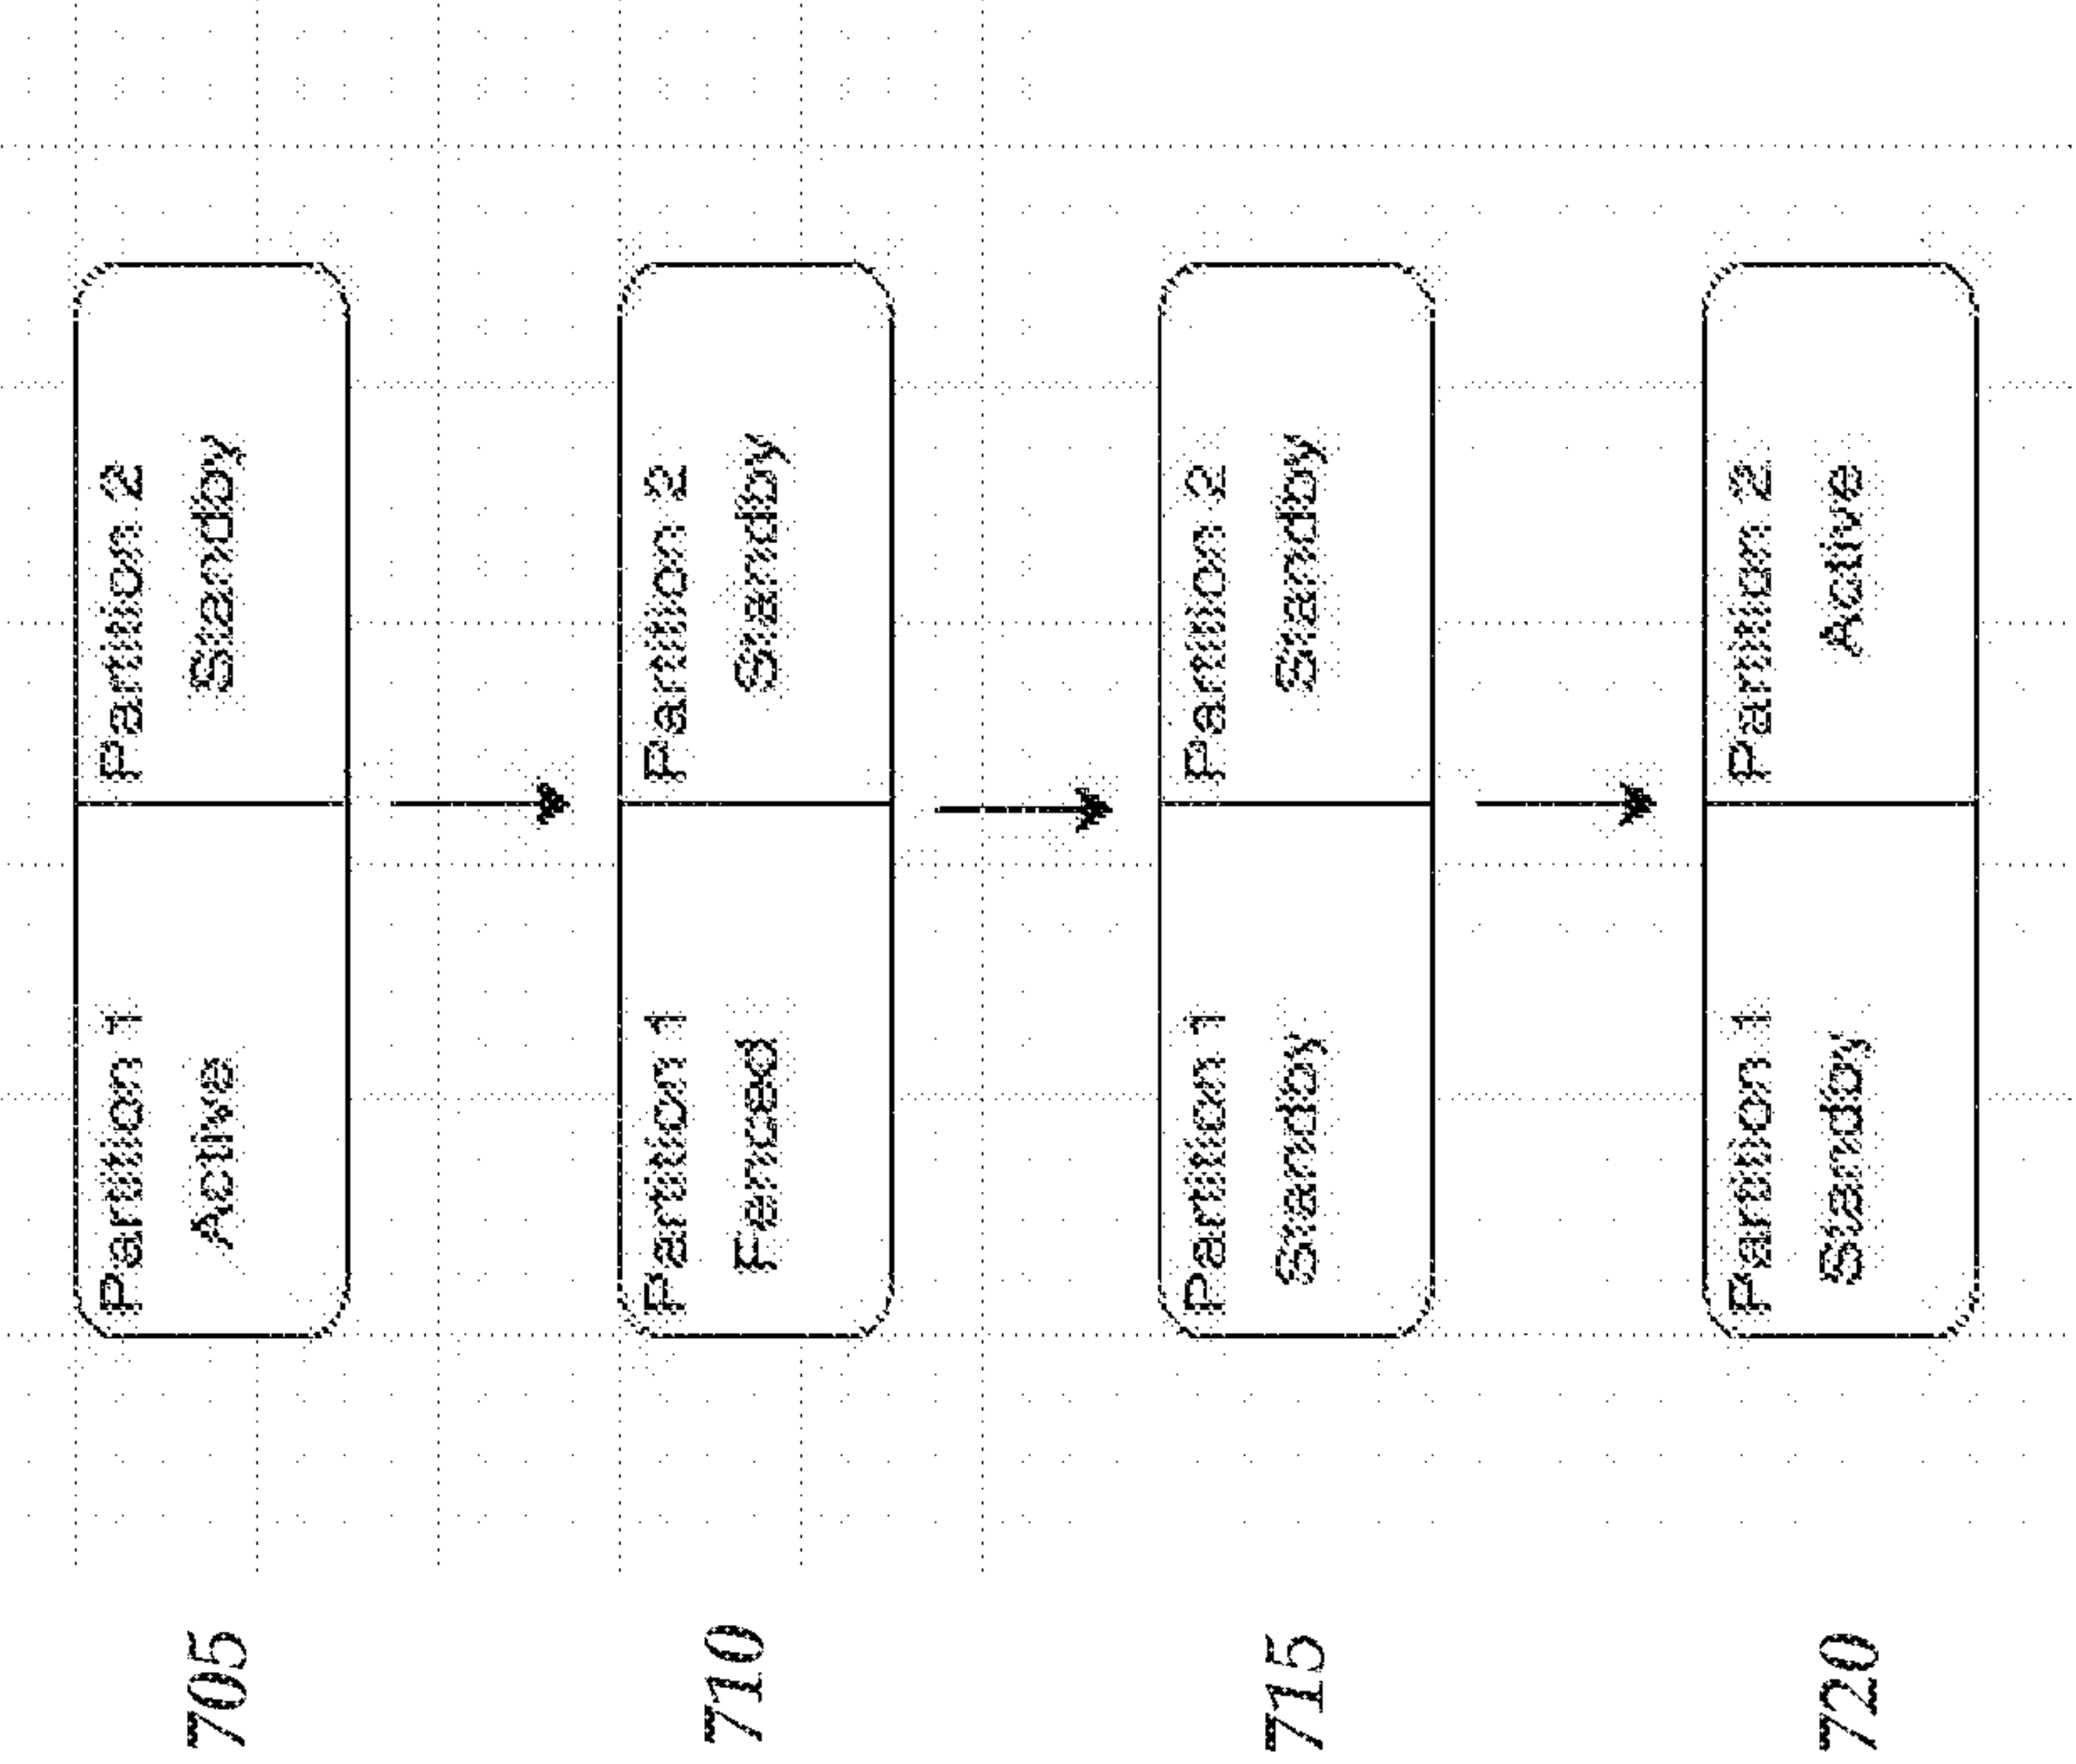 705
Partition 1
Active
Partition 2
Standby
710
Partition 1
Fenced
Partition 2
Standby
715
Partition 1
Standby
Partition 2
Standby
720
Partition 1
Standby
Partition 2
Active